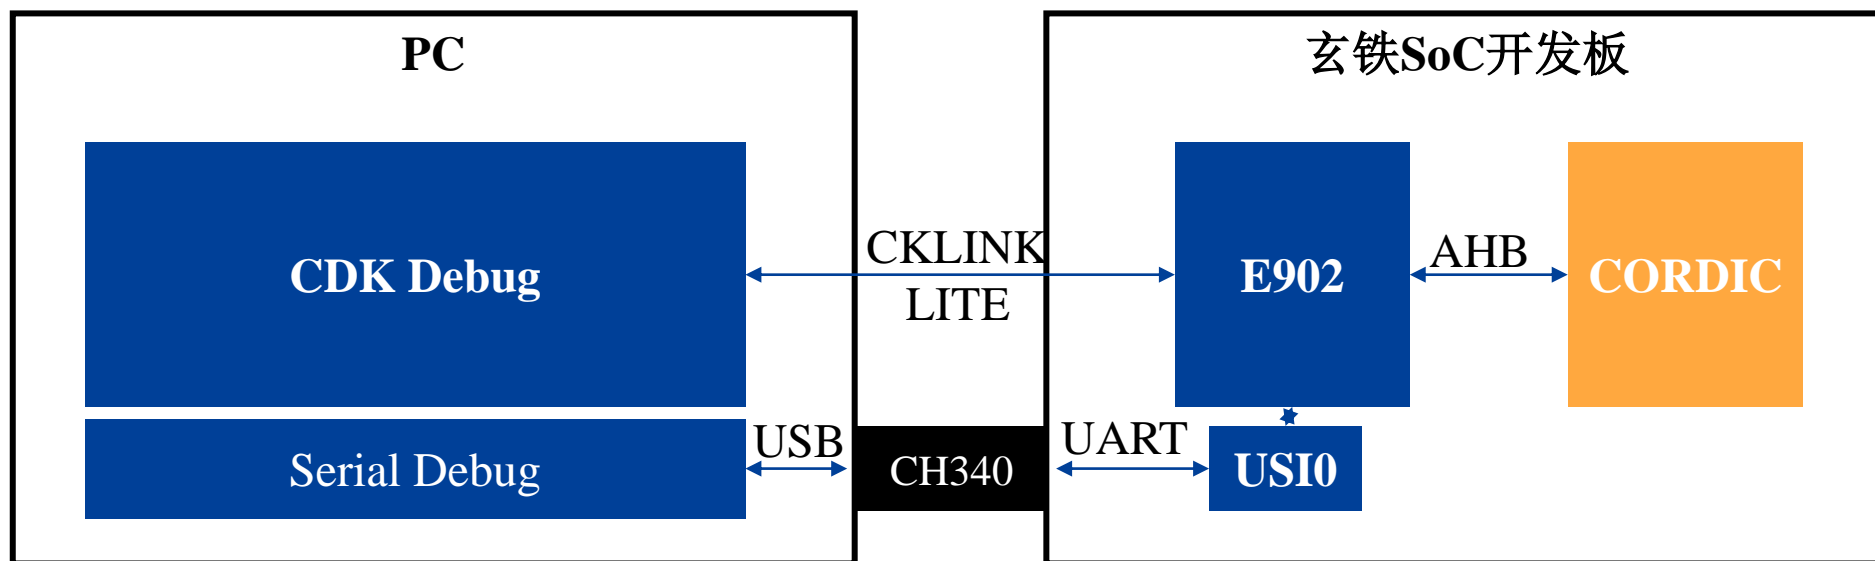 PC
玄铁SoC开发板
CDK Debug
CKLINK
LITE
E902
AHB
CORDIC
Serial Debug
USB
CH340
UART
USI0